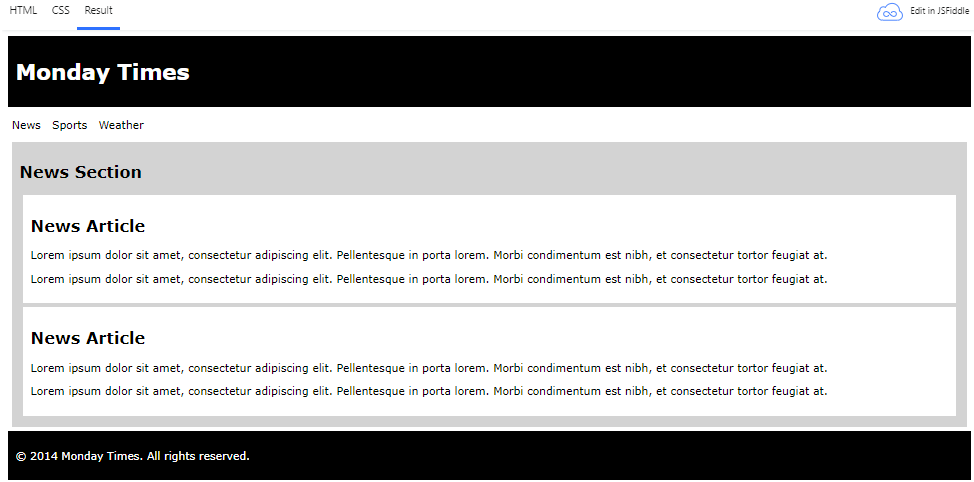 HTML CSS Result Edit in JSFiddle
Monday Times
News Sports Weather
News Section
News Article
Lorem ipsum dolor sit amet, consectetur adipiscing elit. Pellentesque in porta lorem. Morbi condimentum est nibh, et consectetur tortor feugiat at.
Lorem ipsum dolor sit amet, consectetur adipiscing elit. Pellentesque in porta lorem. Morbi condimentum est nibh, et consectetur tortor feugiat at.
News Article
Lorem ipsum dolor sit amet, consectetur adipiscing elit. Pellentesque in porta lorem. Morbi condimentum est nibh, et consectetur tortor feugiat at.
Lorem ipsum dolor sit amet, consectetur adipiscing elit. Pellentesque in porta lorem. Morbi condimentum est nibh, et consectetur tortor feugiat at.
© 2014 Monday Times. All rights reserved.